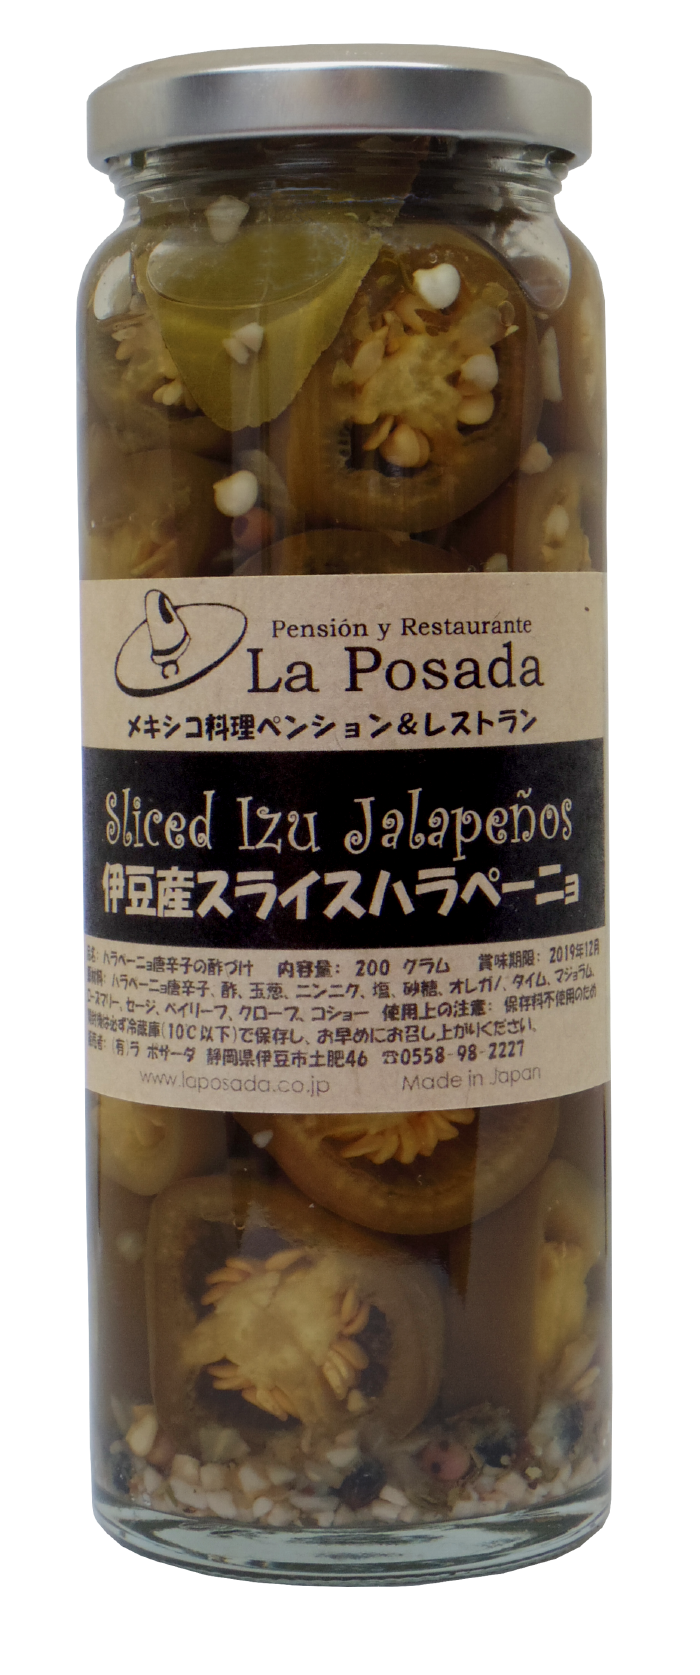 Pensión y Restaurante
La Posada
メキシコ料理ペンション&レストラン
Sliced Izu Jalapeños
伊豆産スライスハラペーニョ
品名: ハラペーニョ唐辛子の酢づけ 内容量: 200 グラム 賞味期限: 2019年12月
原材料: ハラペーニョ唐辛子、酢、玉葱、ニンニク、塩、砂糖、オレガノ、タイム、マジョラム、
ローズマリー、セージ、ベイリーフ、クローブ、コショー 使用上の注意: 保存料不使用のため
開封後は必ず冷蔵庫(10℃以下)で保存し、お早めにお召し上がりください。
(有)ラ ポサーダ 静岡県伊豆市土肥46 ☎0558-98-2227
www.laposada.co.jp Made in Japan